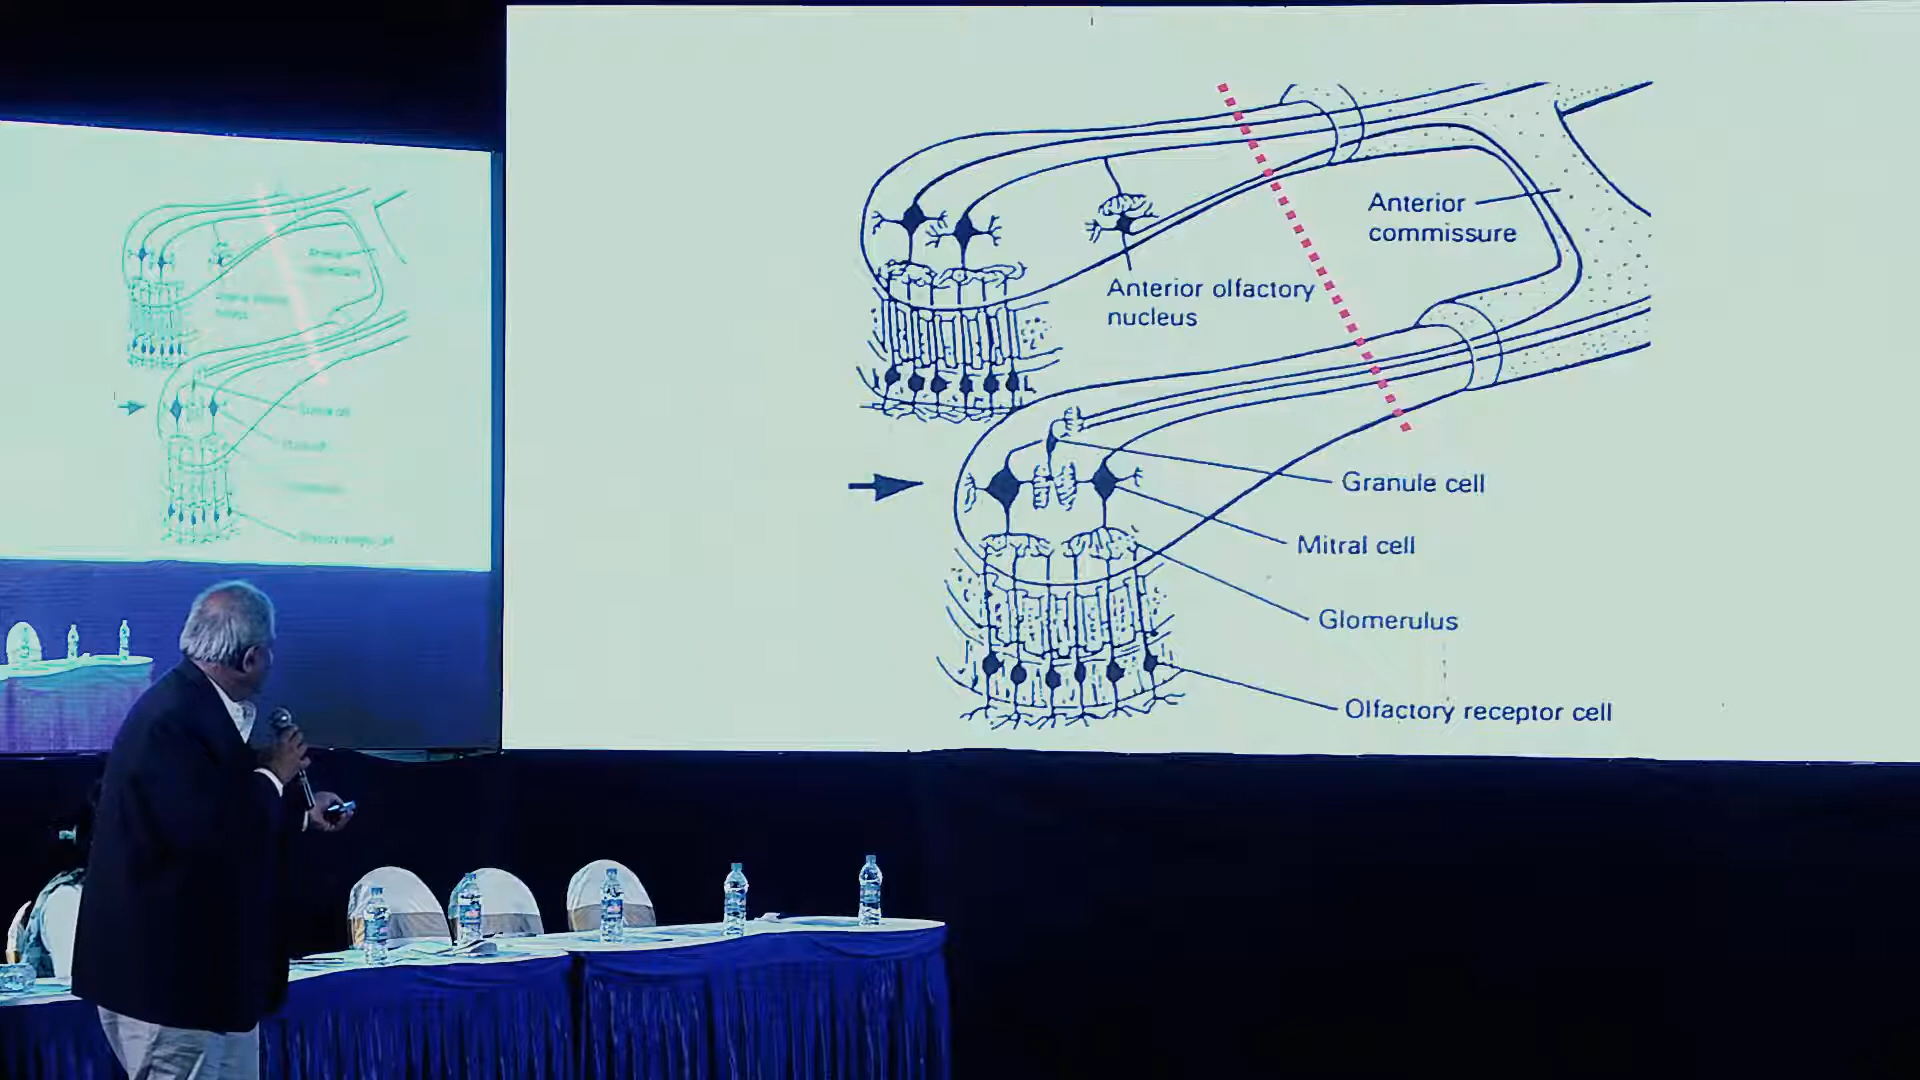 Anterior
commissure
Anterior olfactory
nucleus
Granule cell
Mitral cell
Glomerulus
Olfactory receptor cell